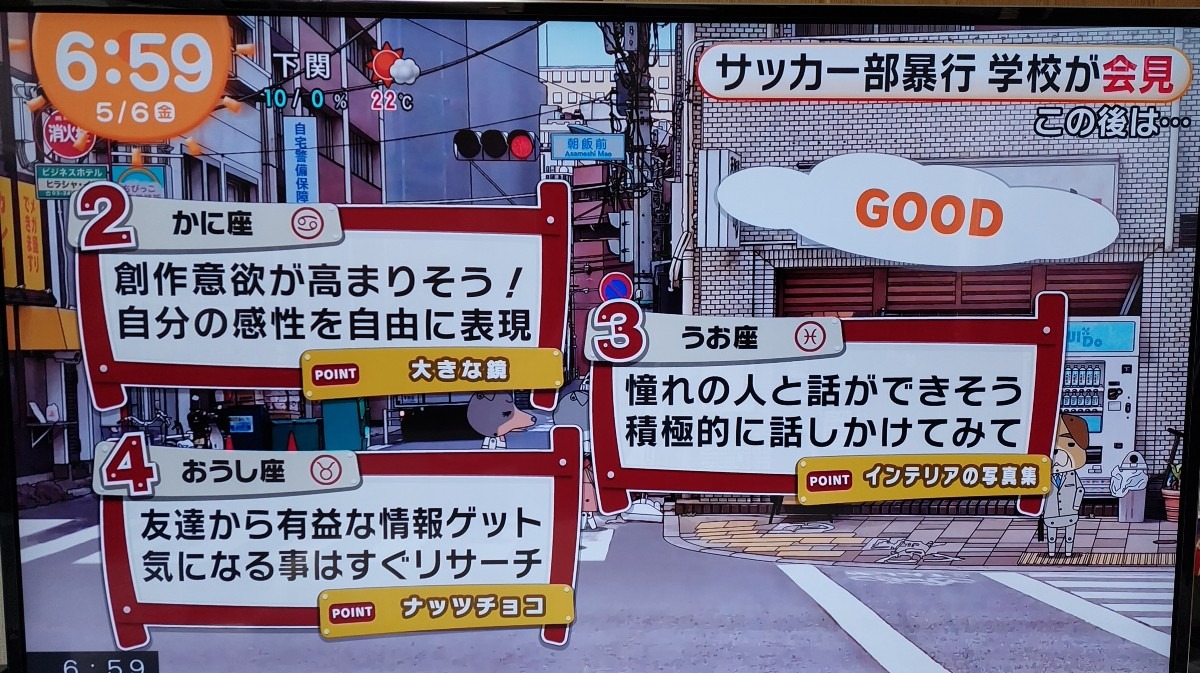 6:59
5/6 金
下関
10/0%
22℃
サッカー部暴行 学校が会見
この後は…
消火
自宅警備保障
朝飯前
Asameshi Mae
ビジネスホテル
GOOD
2 かに座 ♋
創作意欲が高まりそう!
自分の感性を自由に表現
POINT 大きな鏡
3 うお座 ♓
憧れの人と話ができそう
積極的に話しかけてみて
POINT インテリアの写真集
4 おうし座 ♉
友達から有益な情報ゲット
気になる事はすぐリサーチ
POINT ナッツチョコ
6:59